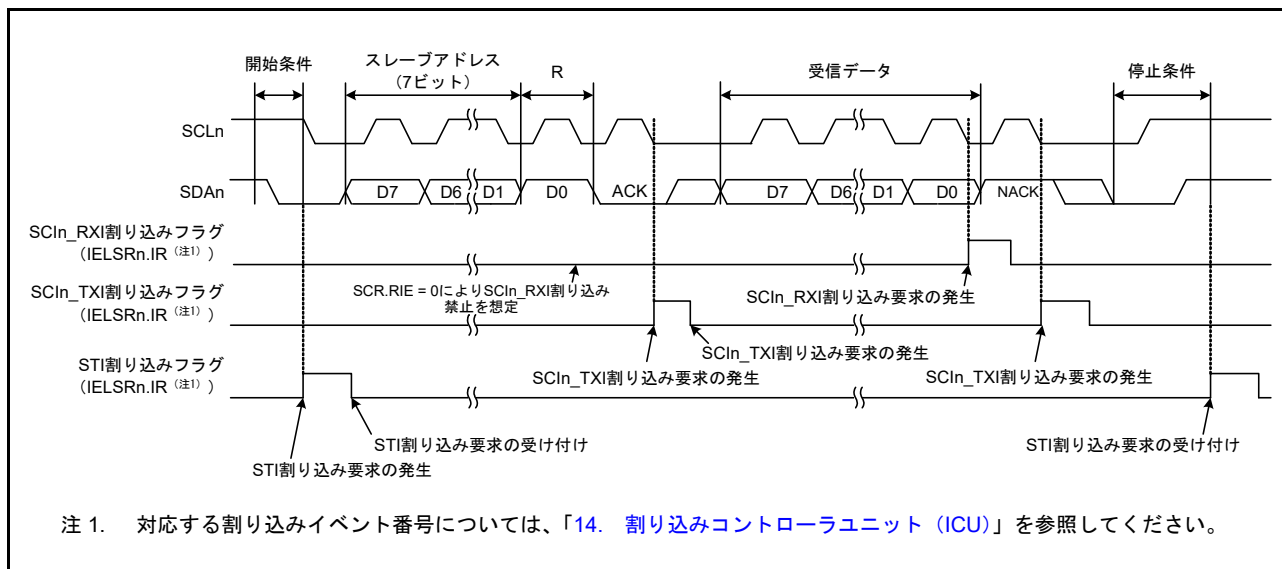 開始条件
スレーブアドレス
(7ビット)
R
受信データ
停止条件
SCLn
SDAn
D7
D6
D1
D0
ACK
D7
D6
D1
D0
NACK
SCIn_RXI割り込みフラグ
(IELSRn.IR (注1) )
SCR.RIE = 0によりSCIn_RXI割り込み
禁止を想定
SCIn_RXI割り込み要求の発生
SCIn_TXI割り込みフラグ
(IELSRn.IR (注1) )
SCIn_TXI割り込み要求の発生
SCIn_TXI割り込み要求の発生
SCIn_TXI割り込み要求の発生
STI割り込みフラグ
(IELSRn.IR (注1) )
STI割り込み要求の受け付け
STI割り込み要求の発生
STI割り込み要求の受け付け
注 1. 対応する割り込みイベント番号については、「14. 割り込みコントローラユニット（ICU）」を参照してください。